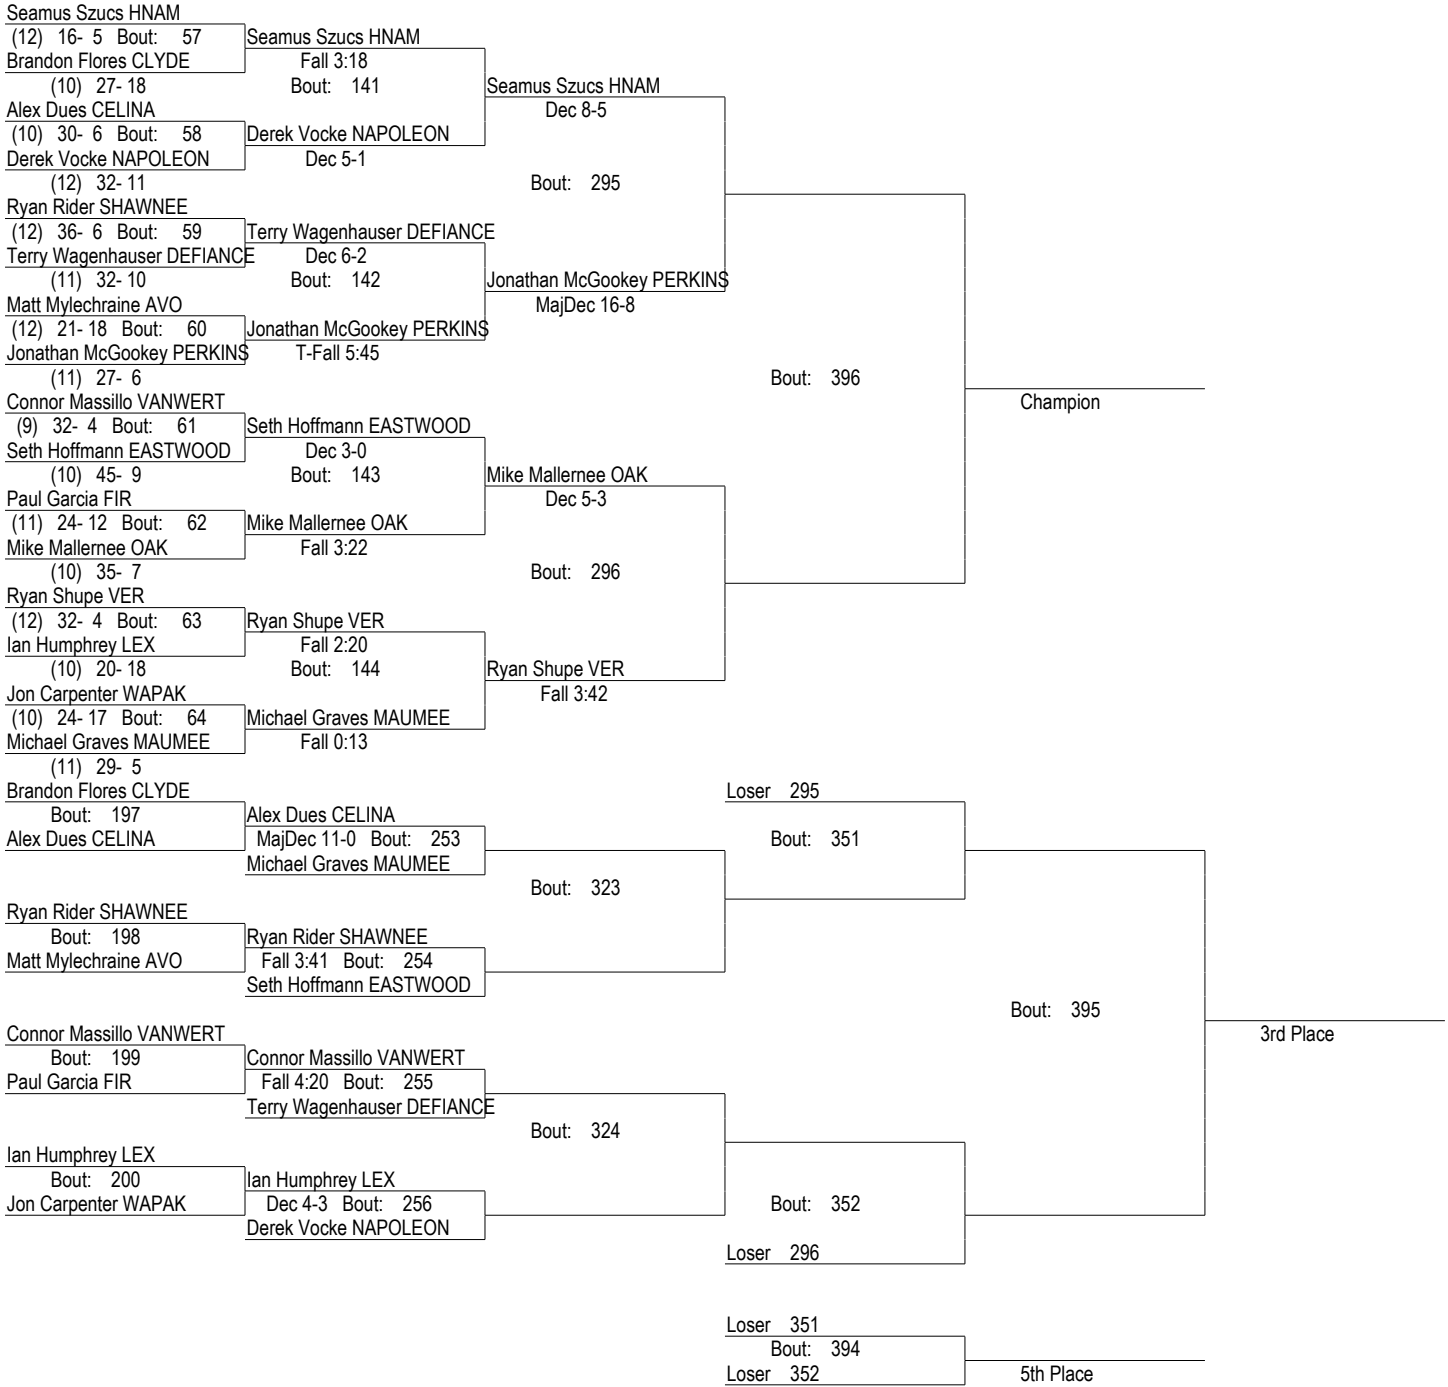 Seamus Szucs HNAM
(12) 16- 5 Bout: 57 Seamus Szucs HNAM
Brandon Flores CLYDE Fall 3:18
(10) 27- 18 Bout: 141 Seamus Szucs HNAM
Alex Dues CELINA Dec 8-5
(10) 30- 6 Bout: 58 Derek Vocke NAPOLEON
Derek Vocke NAPOLEON Dec 5-1
(12) 32- 11 Bout: 295
Ryan Rider SHAWNEE
(12) 36- 6 Bout: 59 Terry Wagenhauser DEFIANCE
Terry Wagenhauser DEFIANCE Dec 6-2
(11) 32- 10 Bout: 142 Jonathan McGookey PERKINS
Matt Mylechraine AVO MajDec 16-8
(12) 21- 18 Bout: 60 Jonathan McGookey PERKINS
Jonathan McGookey PERKINS T-Fall 5:45
(11) 27- 6 Bout: 396
Connor Massillo VANWERT Champion
(9) 32- 4 Bout: 61 Seth Hoffmann EASTWOOD
Seth Hoffmann EASTWOOD Dec 3-0
(10) 45- 9 Bout: 143 Mike Mallernee OAK
Paul Garcia FIR Dec 5-3
(11) 24- 12 Bout: 62 Mike Mallernee OAK
Mike Mallernee OAK Fall 3:22
(10) 35- 7 Bout: 296
Ryan Shupe VER
(12) 32- 4 Bout: 63 Ryan Shupe VER
Ian Humphrey LEX Fall 2:20
(10) 20- 18 Bout: 144 Ryan Shupe VER
Jon Carpenter WAPAK Fall 3:42
(10) 24- 17 Bout: 64 Michael Graves MAUMEE
Michael Graves MAUMEE Fall 0:13
(11) 29- 5
Brandon Flores CLYDE Loser 295
Bout: 197 Alex Dues CELINA
Alex Dues CELINA MajDec 11-0 Bout: 253 Bout: 351
Michael Graves MAUMEE
Bout: 323
Ryan Rider SHAWNEE
Bout: 198 Ryan Rider SHAWNEE
Matt Mylechraine AVO Fall 3:41 Bout: 254
Seth Hoffmann EASTWOOD
Bout: 395
Connor Massillo VANWERT 3rd Place
Bout: 199 Connor Massillo VANWERT
Paul Garcia FIR Fall 4:20 Bout: 255
Terry Wagenhauser DEFIANCE
Bout: 324
Ian Humphrey LEX
Bout: 200 Ian Humphrey LEX
Jon Carpenter WAPAK Dec 4-3 Bout: 256 Bout: 352
Derek Vocke NAPOLEON
Loser 296
Loser 351
Bout: 394
Loser 352 5th Place